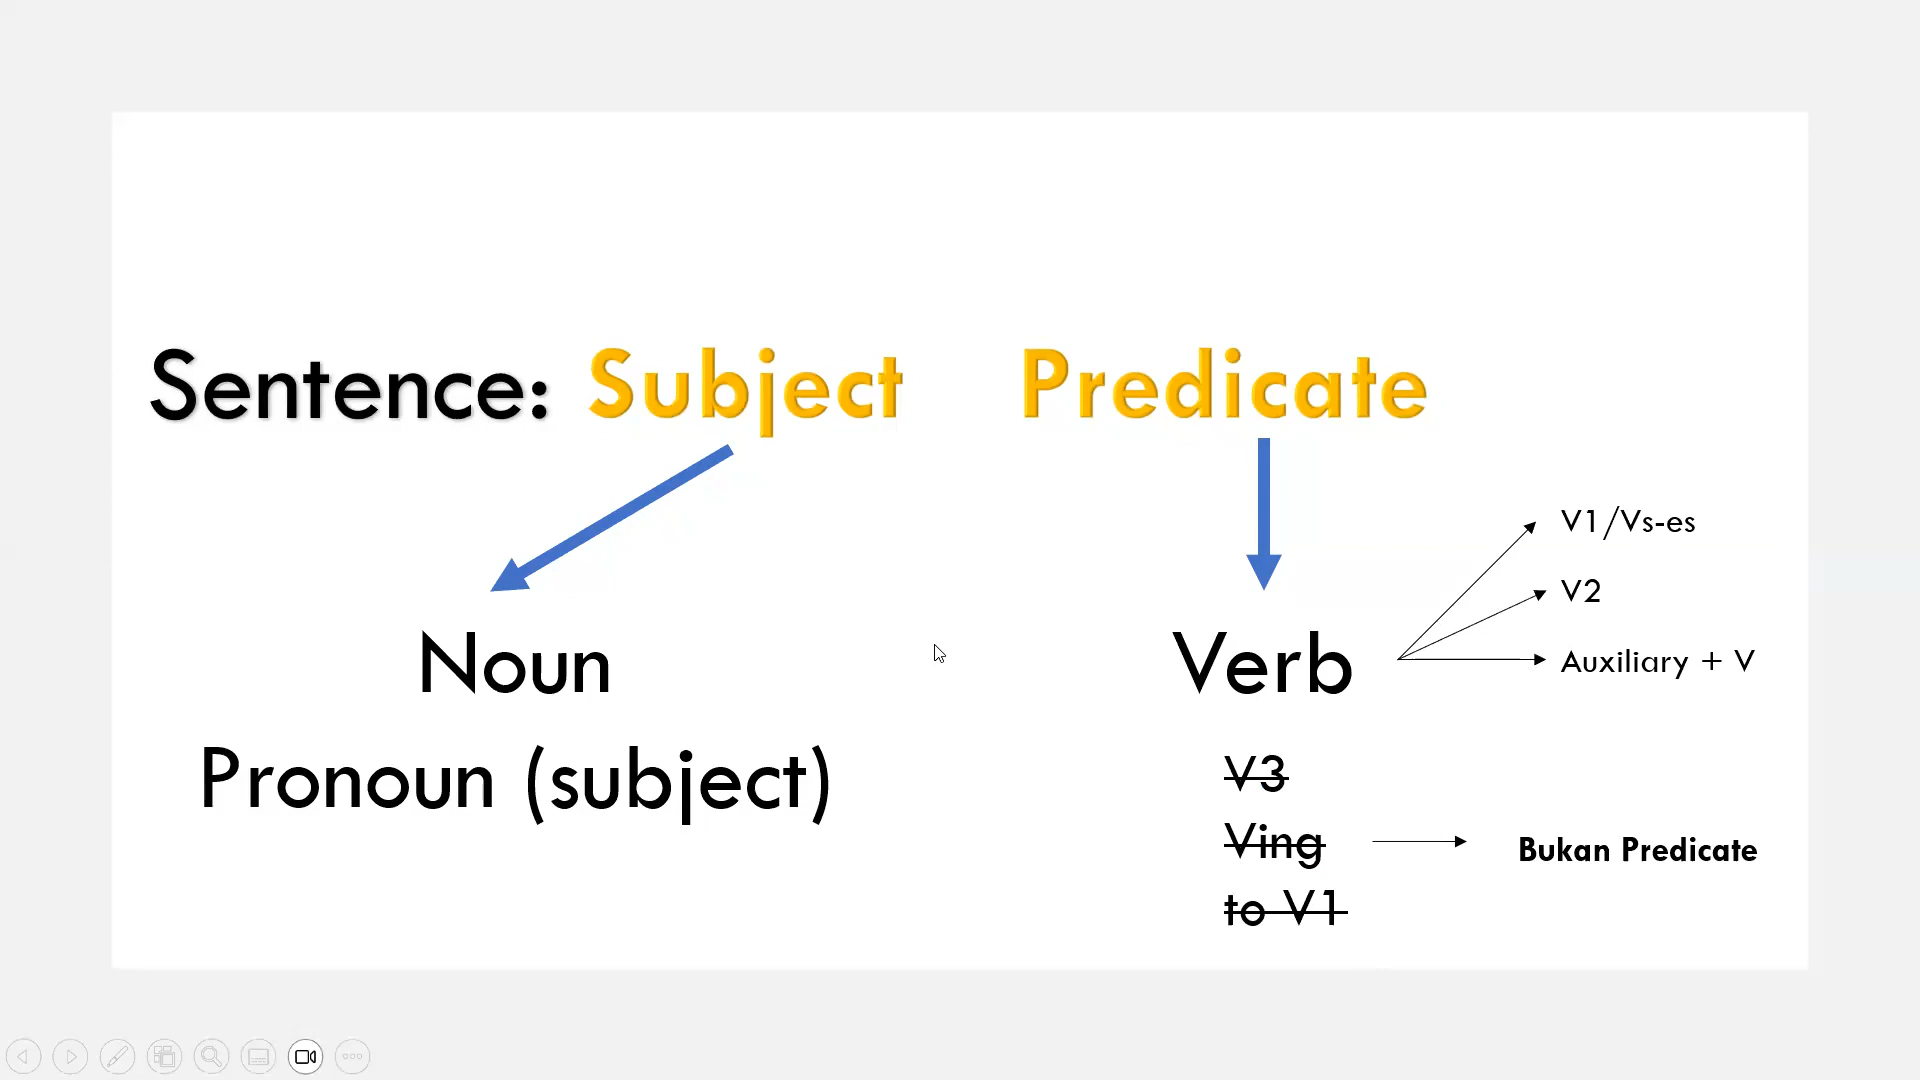 Sentence: Subject Predicate
V1/Vs-es
V2
Noun
Verb
Auxiliary + V
Pronoun (subject)
V3
Ving
Bukan Predicate
to V1